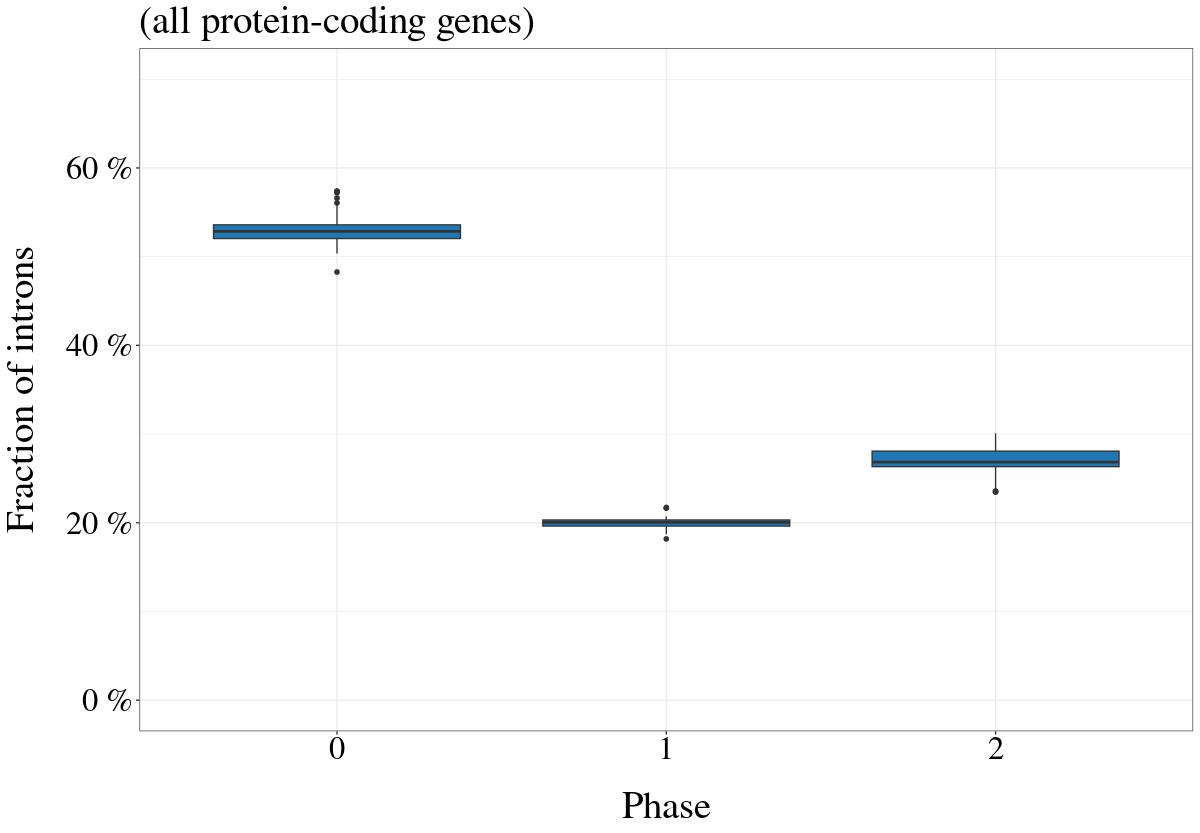 (all protein-coding genes)
Fraction of introns
60 %
40 %
20 %
0 %
0
1
2
Phase